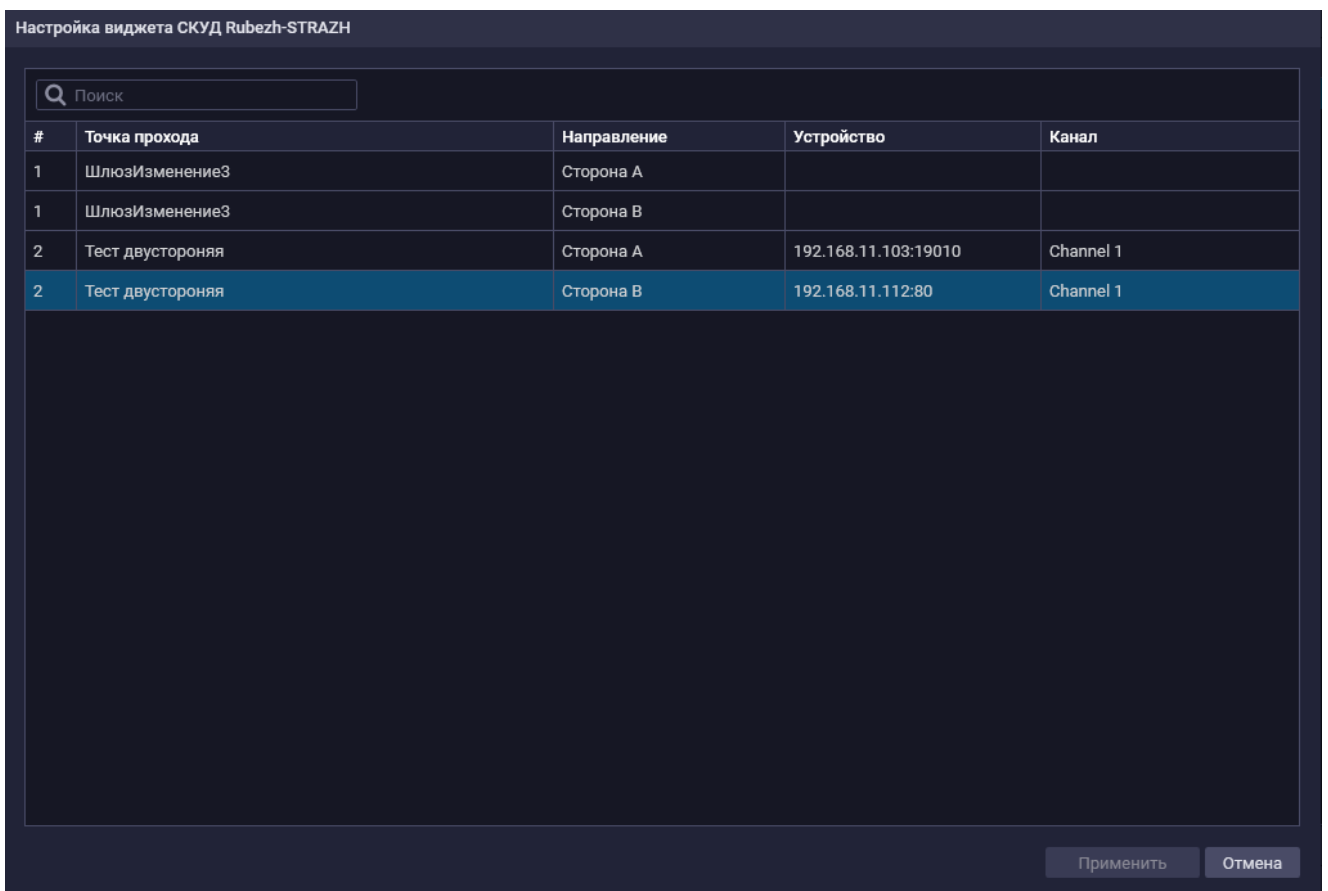 Настройка виджета СКУД Rubezh-STRAZH
Поиск
# Точка прохода Направление Устройство Канал
1 ШлюзИзменение3 Сторона А
1 ШлюзИзменение3 Сторона В
2 Тест двустороняя Сторона А 192.168.11.103:19010 Channel 1
2 Тест двустороняя Сторона В 192.168.11.112:80 Channel 1
Применить Отмена